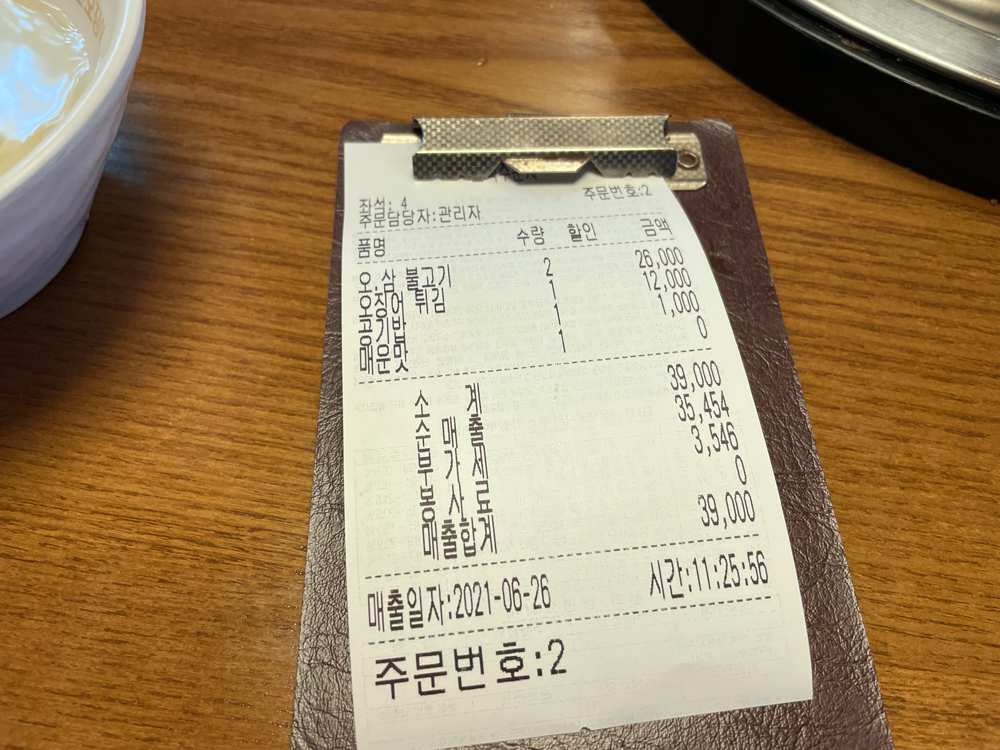 주문번호:2
좌석: 4
주문담당자:관리자
품명 수량 할인 금액
오.삼 불고기 2 26,000
오징어 튀김 1 12,000
공기밥 1 1,000
매운맛 1 0
소 계 39,000
순 매 출 35,454
부 가 세 3,546
봉 사 료 0
매출합계 39,000
매출일자:2021-06-26 시간:11:25:56
주문번호:2